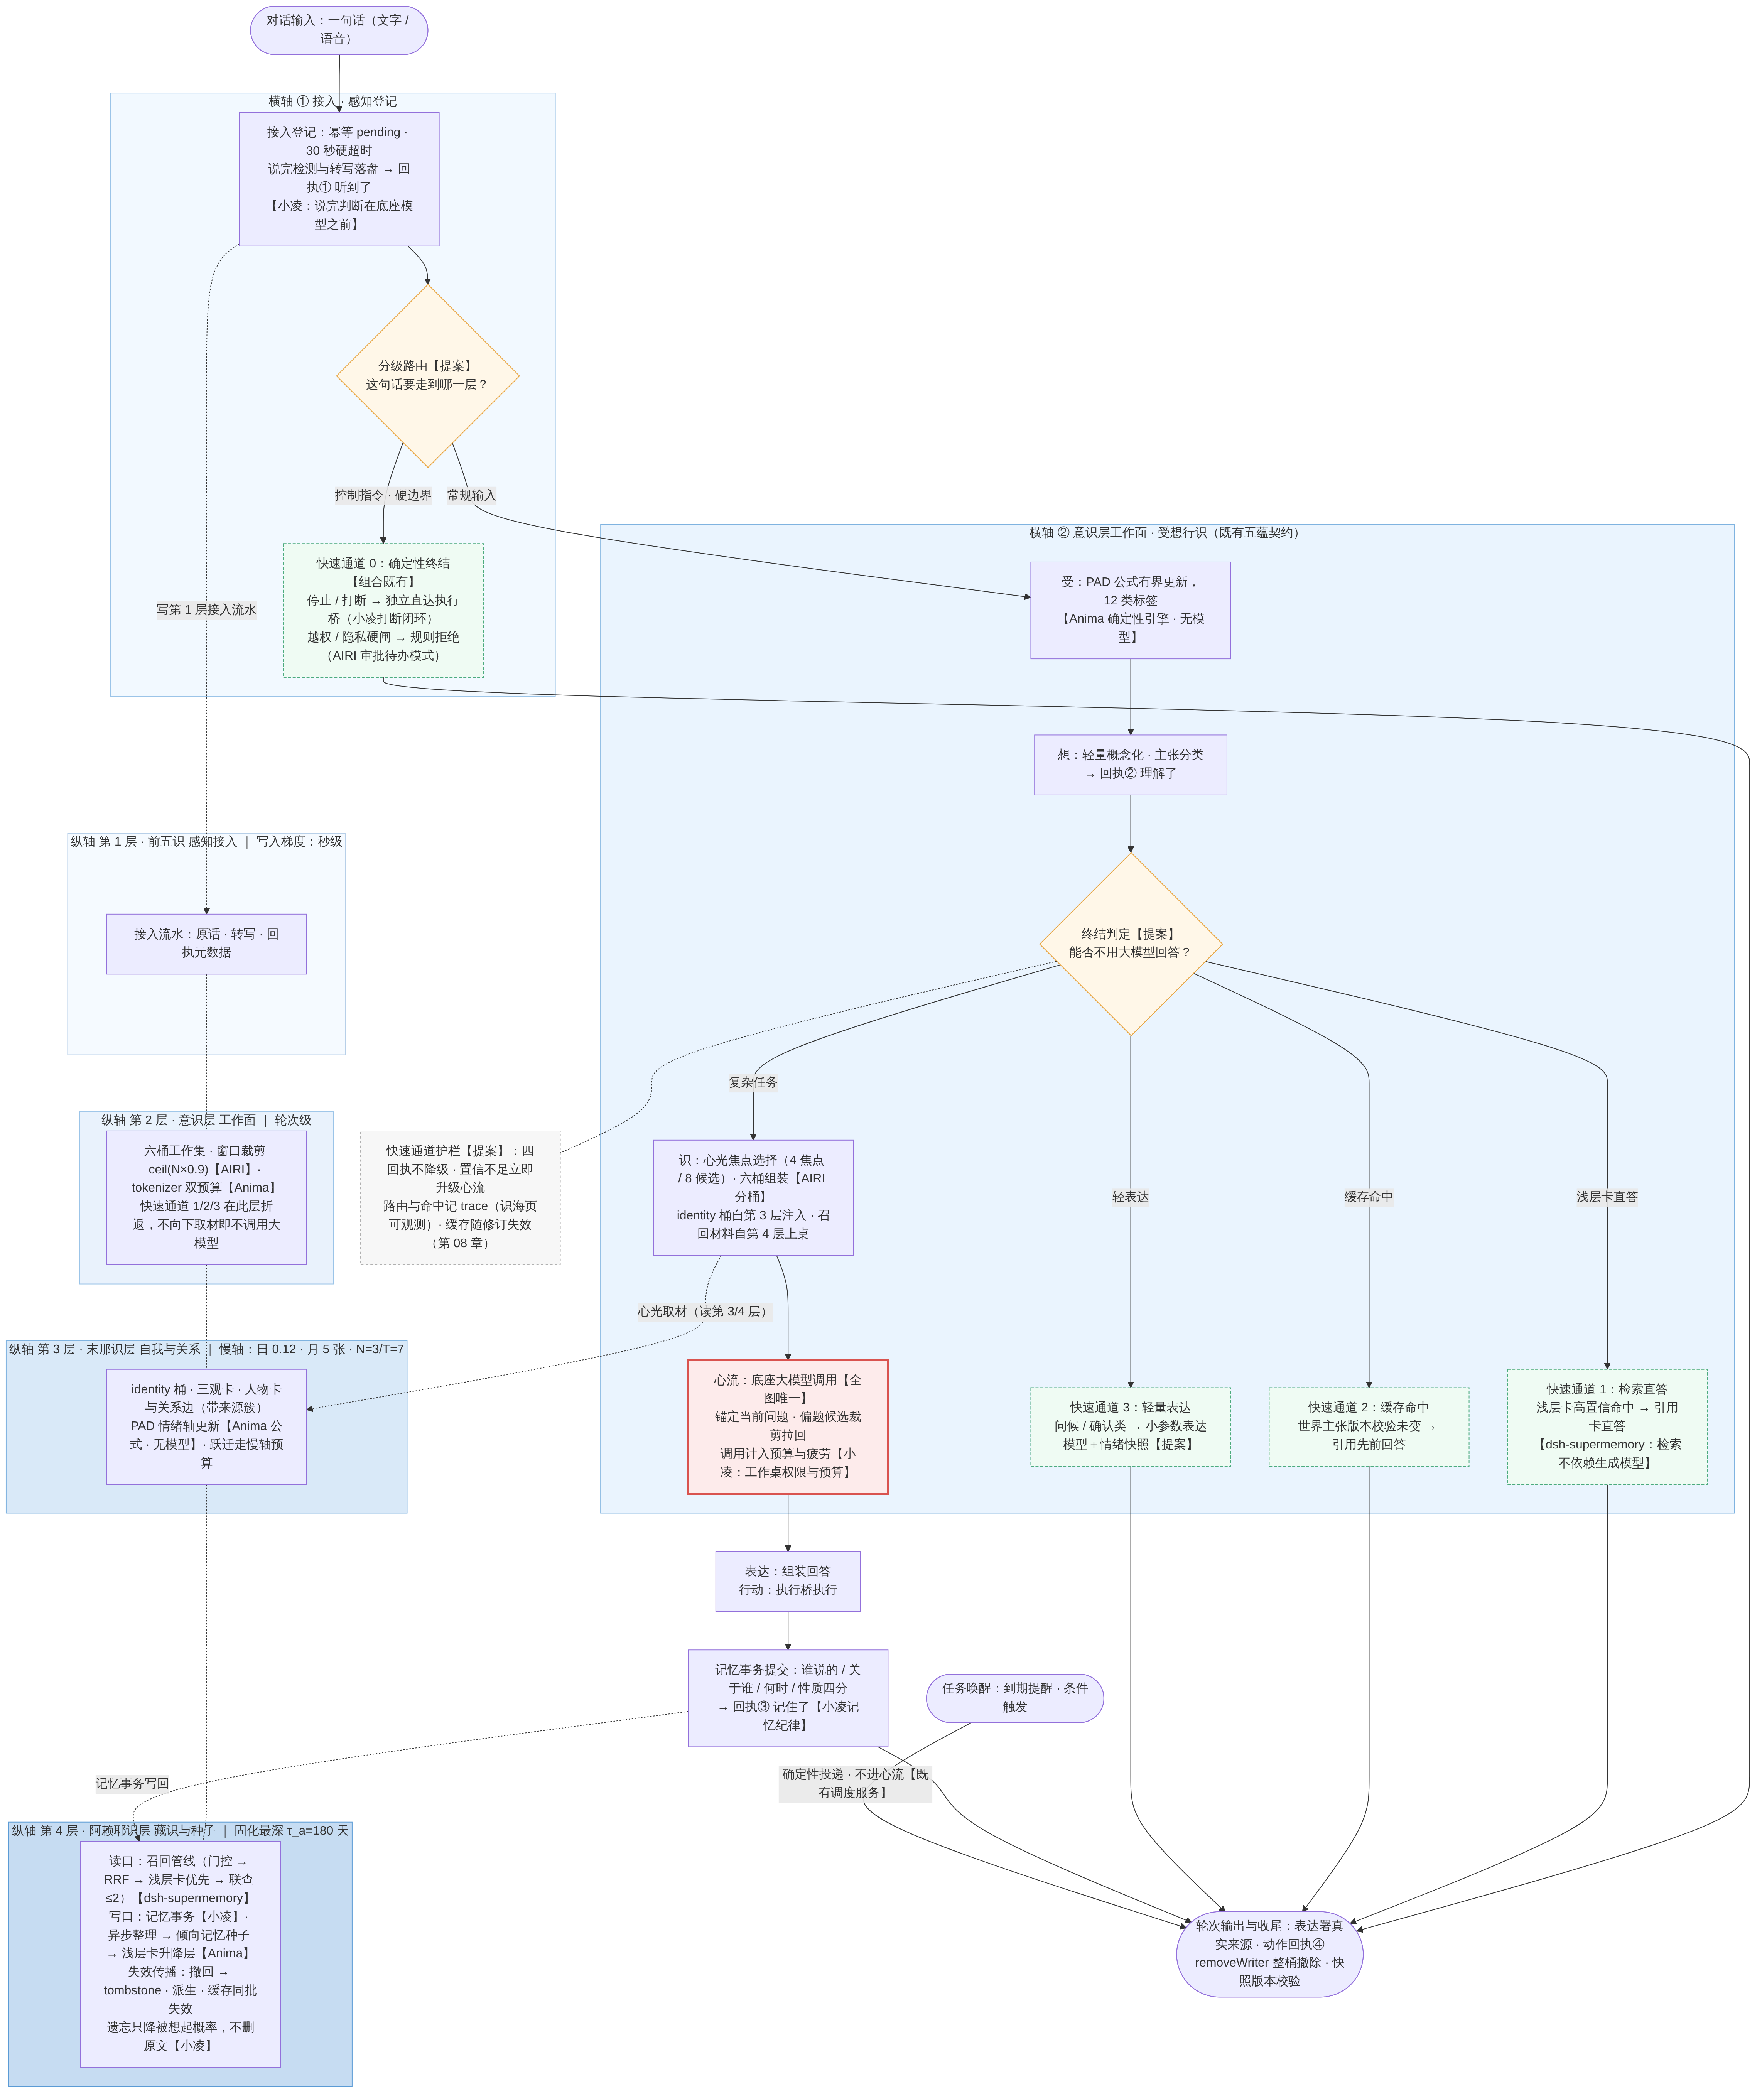 对话输入：一句话（文字 /
语音）
横轴 ① 接入 · 感知登记
接入登记：幂等 pending ·
30 秒硬超时
说完检测与转写落盘 → 回
执① 听到了
【小凌：说完判断在底座模
型之前】
分级路由【提案】
这句话要走到哪一层？
控制指令 · 硬边界
常规输入
快速通道 0：确定性终结
【组合既有】
停止 / 打断 → 独立直达执行
桥（小凌打断闭环）
越权 / 隐私硬闸 → 规则拒绝
（AIRI 审批待办模式）
写第 1 层接入流水
横轴 ② 意识层工作面 · 受想行识（既有五蕴契约）
受：PAD 公式有界更新，
12 类标签
【Anima 确定性引擎 · 无模
型】
想：轻量概念化 · 主张分类
→ 回执② 理解了
终结判定【提案】
能否不用大模型回答？
纵轴 第 1 层 · 前五识 感知接入 ｜ 写入梯度：秒级
接入流水：原话 · 转写 · 回
执元数据
复杂任务
轻表达
缓存命中
浅层卡直答
纵轴 第 2 层 · 意识层 工作面 ｜ 轮次级
六桶工作集 · 窗口裁剪
ceil(N×0.9)【AIRI】·
tokenizer 双预算【Anima】
快速通道 1/2/3 在此层折
返，不向下取材即不调用大
模型
快速通道护栏【提案】：四
回执不降级 · 置信不足立即
升级心流
路由与命中记 trace（识海页
可观测）· 缓存随修订失效
（第 08 章）
识：心光焦点选择（4 焦点
/ 8 候选）· 六桶组装【AIRI
分桶】
identity 桶自第 3 层注入 · 召
回材料自第 4 层上桌
心光取材（读第 3/4 层）
纵轴 第 3 层 · 末那识层 自我与关系 ｜ 慢轴：日 0.12 · 月 5 张 · N=3/T=7
identity 桶 · 三观卡 · 人物卡
与关系边（带来源簇）
PAD 情绪轴更新【Anima 公
式 · 无模型】· 跃迁走慢轴预
算
心流：底座大模型调用【全
图唯一】
锚定当前问题 · 偏题候选裁
剪拉回
调用计入预算与疲劳【小
凌：工作桌权限与预算】
快速通道 3：轻量表达
问候 / 确认类 → 小参数表达
模型＋情绪快照【提案】
快速通道 2：缓存命中
世界主张版本校验未变 →
引用先前回答
快速通道 1：检索直答
浅层卡高置信命中 → 引用
卡直答
【dsh-supermemory：检索
不依赖生成模型】
表达：组装回答
行动：执行桥执行
记忆事务提交：谁说的 / 关
于谁 / 何时 / 性质四分
→ 回执③ 记住了【小凌记
忆纪律】
任务唤醒：到期提醒 · 条件
触发
记忆事务写回
确定性投递 · 不进心流【既
有调度服务】
纵轴 第 4 层 · 阿赖耶识层 藏识与种子 ｜ 固化最深 τ_a=180 天
读口：召回管线（门控 →
RRF → 浅层卡优先 → 联查
≤2）【dsh-supermemory】
写口：记忆事务【小凌】·
异步整理 → 倾向记忆种子
→ 浅层卡升降层【Anima】
失效传播：撤回 →
tombstone · 派生 · 缓存同批
失效
遗忘只降被想起概率，不删
原文【小凌】
轮次输出与收尾：表达署真
实来源 · 动作回执④
removeWriter 整桶撤除 · 快
照版本校验